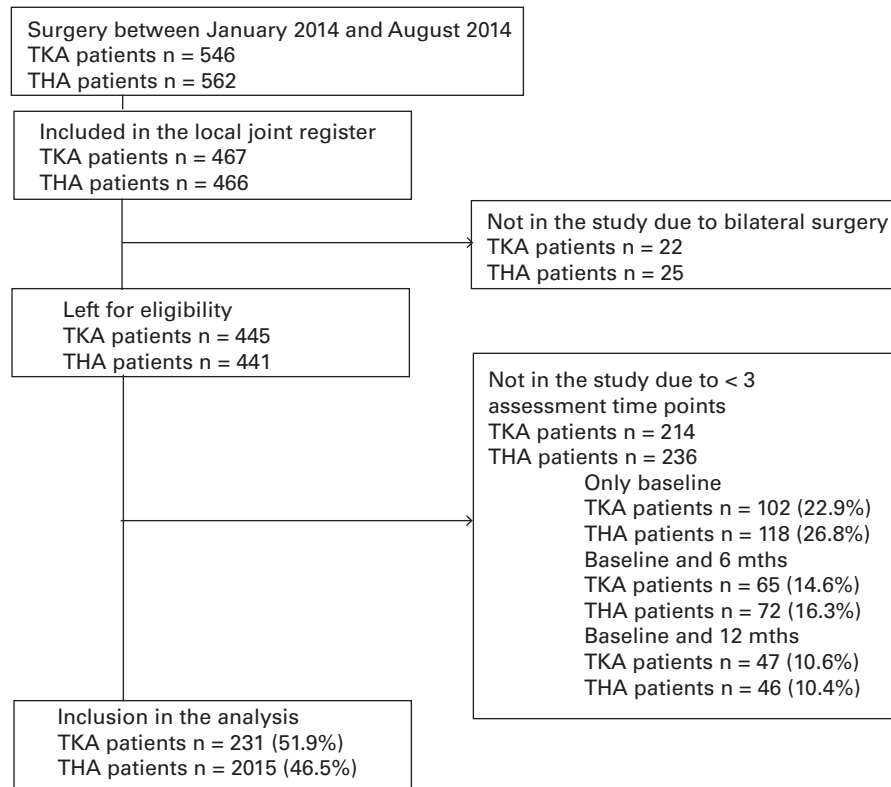 Surgery between January 2014 and August 2014
TKA patients n = 546
THA patients n = 562
Included in the local joint register
TKA patients n = 467
THA patients n = 466
Not in the study due to bilateral surgery
TKA patients n = 22
THA patients n = 25
Left for eligibility
TKA patients n = 445
THA patients n = 441
Not in the study due to < 3
assessment time points
TKA patients n = 214
THA patients n = 236
Only baseline
TKA patients n = 102 (22.9%)
THA patients n = 118 (26.8%)
Baseline and 6 mths
TKA patients n = 65 (14.6%)
THA patients n = 72 (16.3%)
Baseline and 12 mths
TKA patients n = 47 (10.6%)
THA patients n = 46 (10.4%)
Inclusion in the analysis
TKA patients n = 231 (51.9%)
THA patients n = 2015 (46.5%)